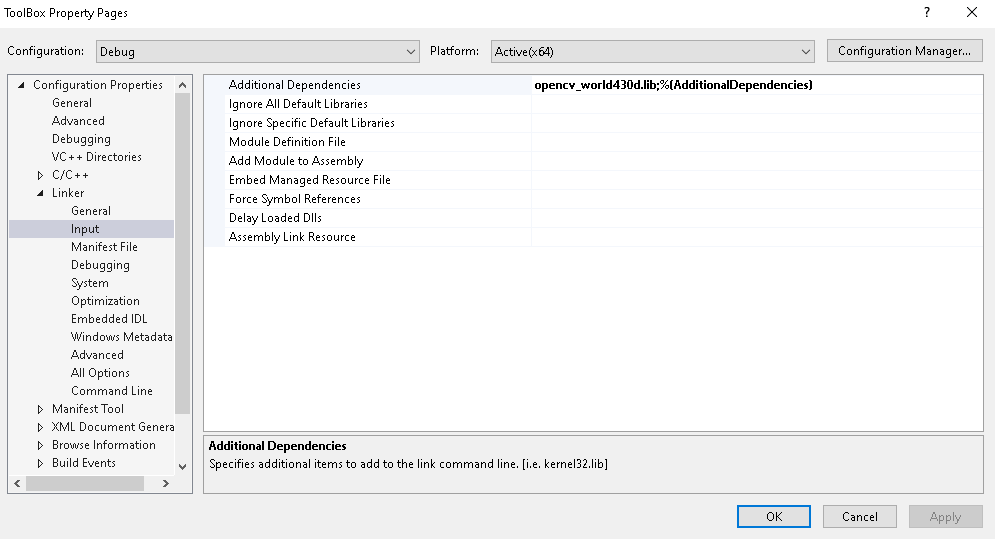 ToolBox Property Pages
?
Configuration: Debug Platform: Active(x64) Configuration Manager...
Configuration Properties
General
Advanced
Debugging
VC++ Directories
C/C++
Linker
General
Input
Manifest File
Debugging
System
Optimization
Embedded IDL
Windows Metadata
Advanced
All Options
Command Line
Manifest Tool
XML Document Genera
Browse Information
Build Events
Additional Dependencies opencv_world430d.lib;%(AdditionalDependencies)
Ignore All Default Libraries
Ignore Specific Default Libraries
Module Definition File
Add Module to Assembly
Embed Managed Resource File
Force Symbol References
Delay Loaded Dlls
Assembly Link Resource
Additional Dependencies
Specifies additional items to add to the link command line. [i.e. kernel32.lib]
OK Cancel Apply